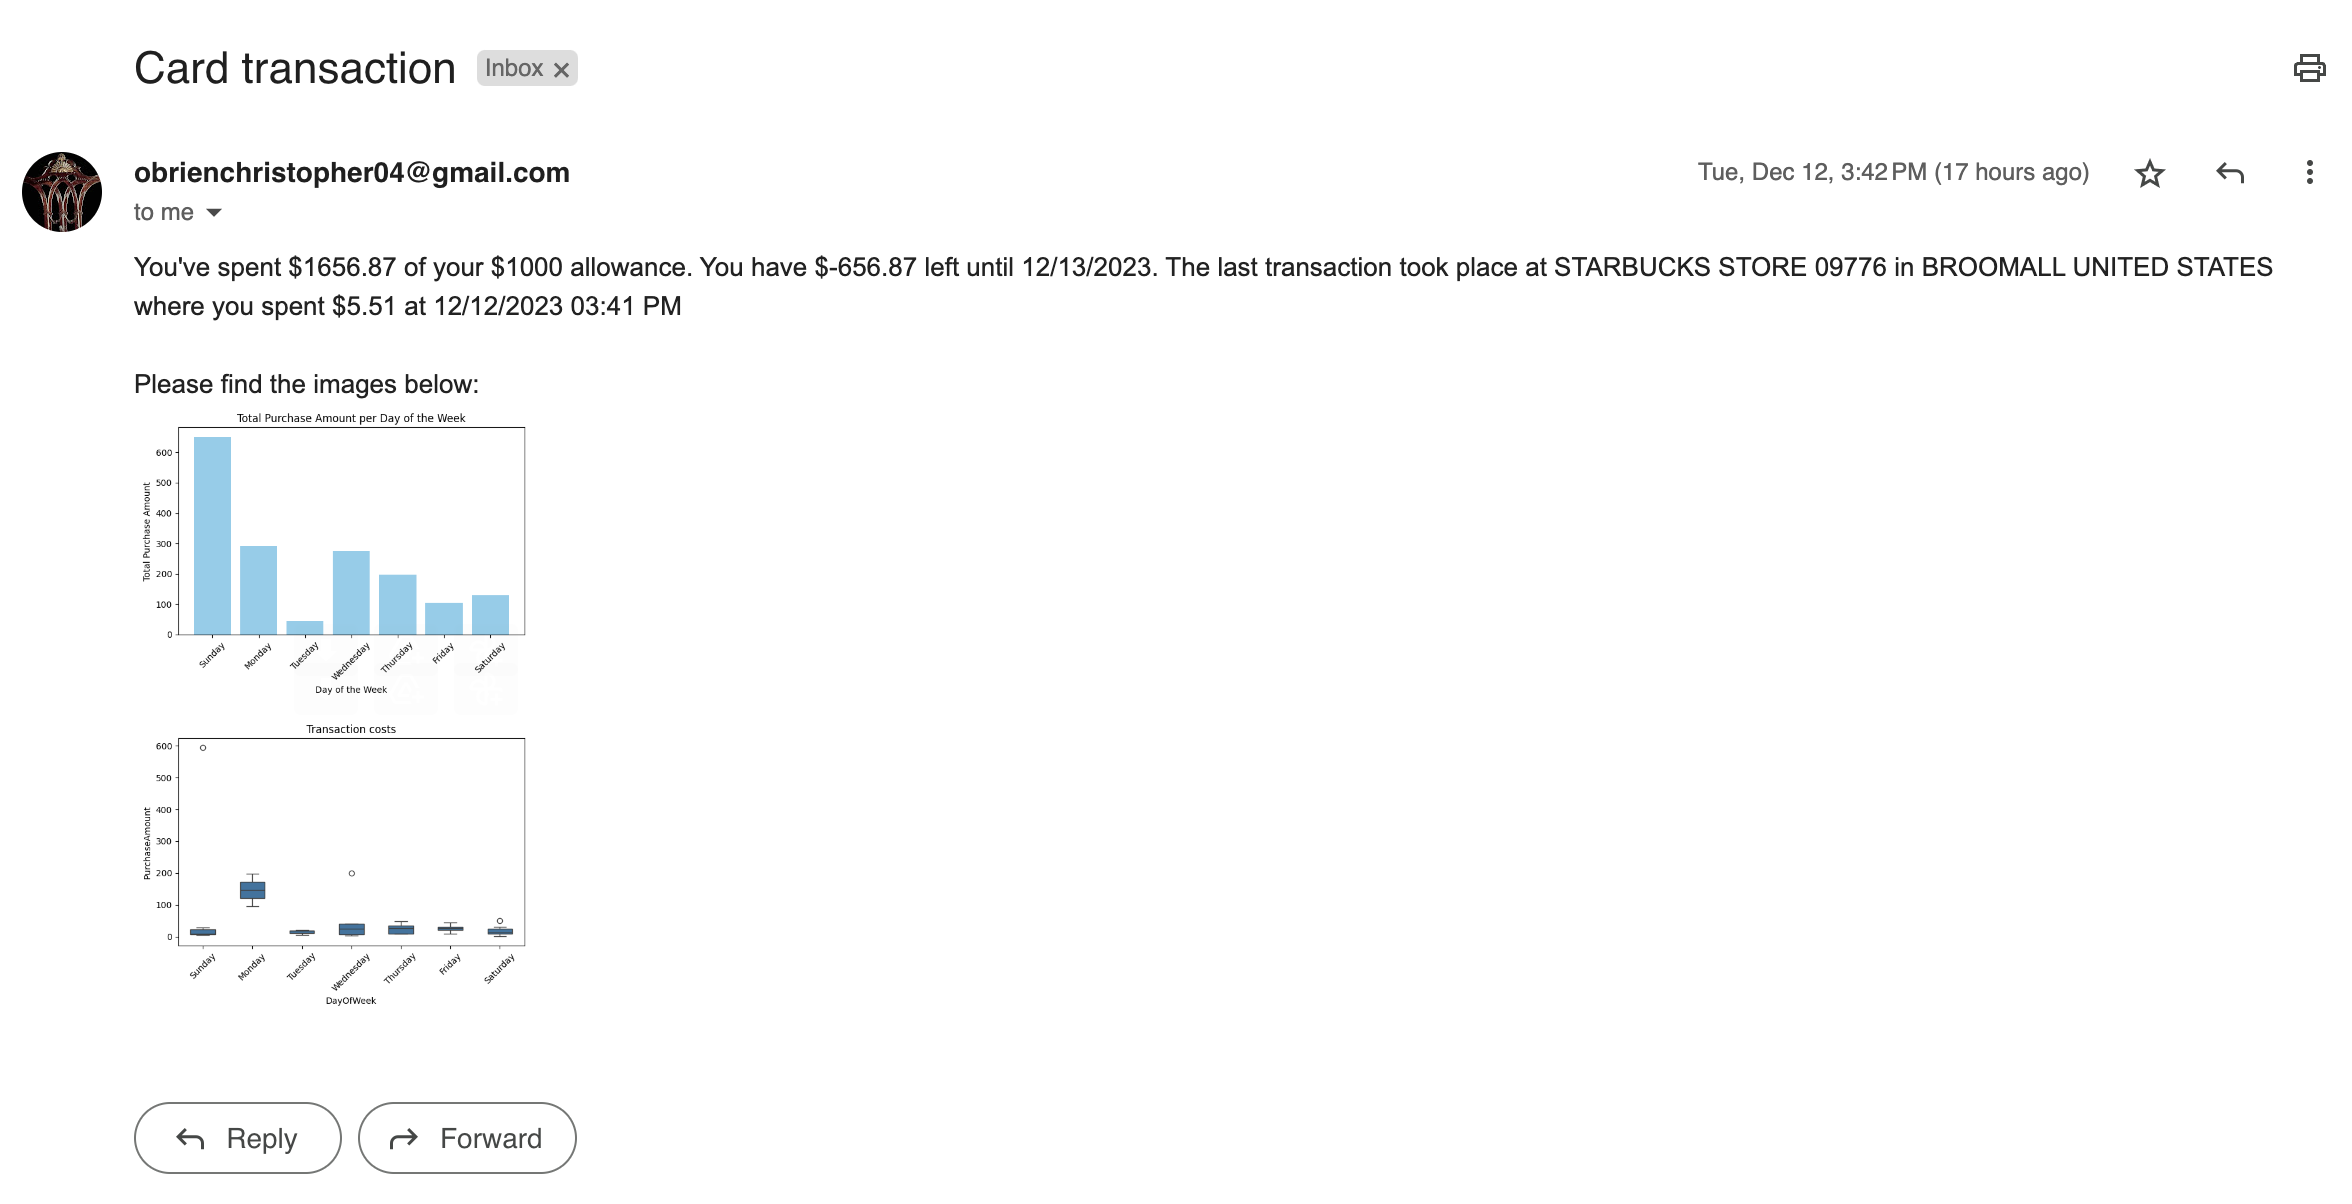 Card transaction Inbox
obrienchristopher04@gmail.com Tue, Dec 12, 3:42 PM (17 hours ago)
to me
You've spent $1656.87 of your $1000 allowance. You have $-656.87 left until 12/13/2023. The last transaction took place at STARBUCKS STORE 09776 in BROOMALL UNITED STATES
where you spent $5.51 at 12/12/2023 03:41 PM
Please find the images below:
Total Purchase Amount per Day of the Week
Total Purchase Amount
600
500
400
300
200
100
0
Sunday Monday Tuesday Wednesday Thursday Friday Saturday
Day of the Week
Transaction costs
PurchaseAmount
600
500
400
300
200
100
0
Sunday Monday Tuesday Wednesday Thursday Friday Saturday
DayOfWeek
Reply Forward